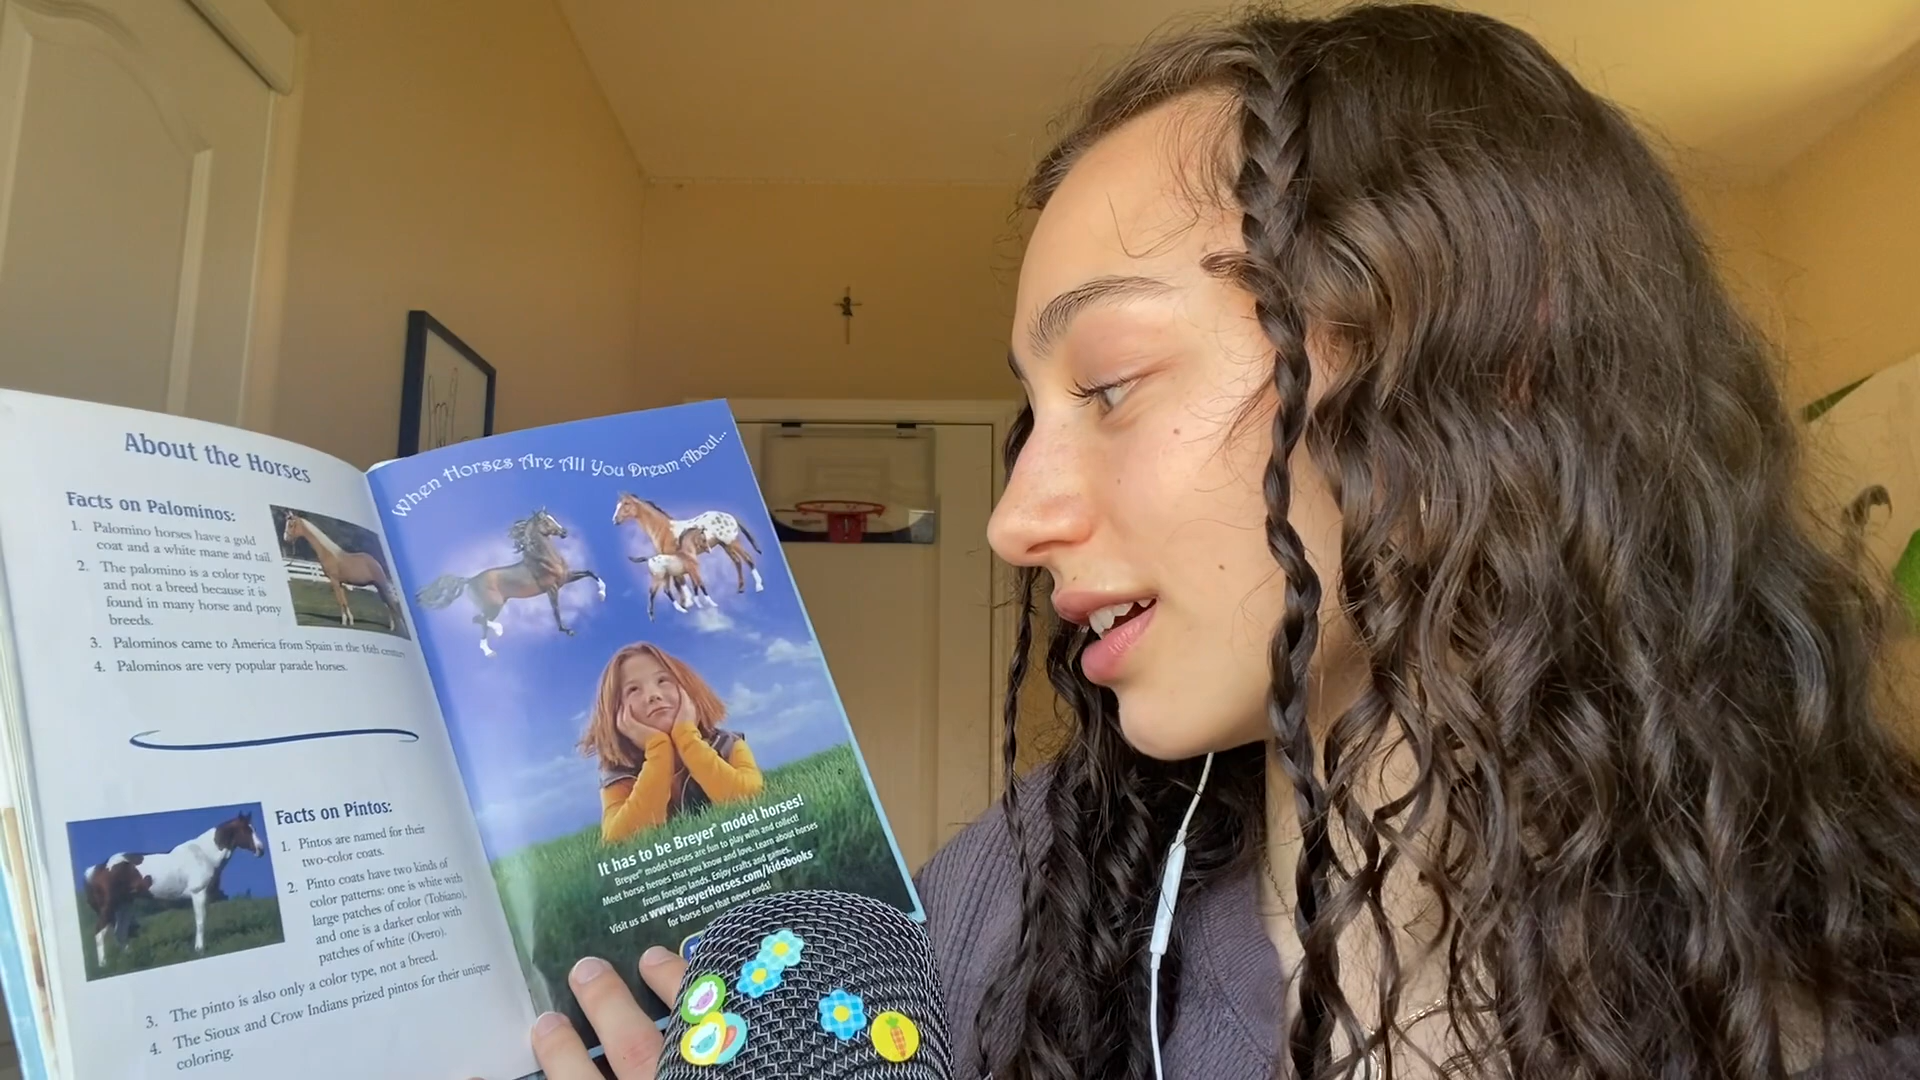 About the Horses
Facts on Palominos:
1. Palomino horses have a gold
coat and a white mane and tail.
2. The palomino is a color type
and not a breed because it is
found in many horse and pony
breeds.
3. Palominos came to America from Spain in the 16th century
4. Palominos are very popular parade horses.
Facts on Pintos:
1. Pintos are named for their
two-color coats.
2. Pinto coats have two kinds of
color patterns: one is white with
large patches of color (Tobiano),
and one is a darker color with
patches of white (Overo).
3. The pinto is also only a color type, not a breed.
4. The Sioux and Crow Indians prized pintos for their unique
coloring.
When Horses Are All You Dream About...
It has to be Breyer® model horses!
Breyer® model horses are fun to play with and collect!
Meet horse heroes that you know and love. Learn about horses
from foreign lands. Enjoy crafts and games.
Visit us at www.BreyerHorses.com/kidsbooks
for horse fun that never ends!